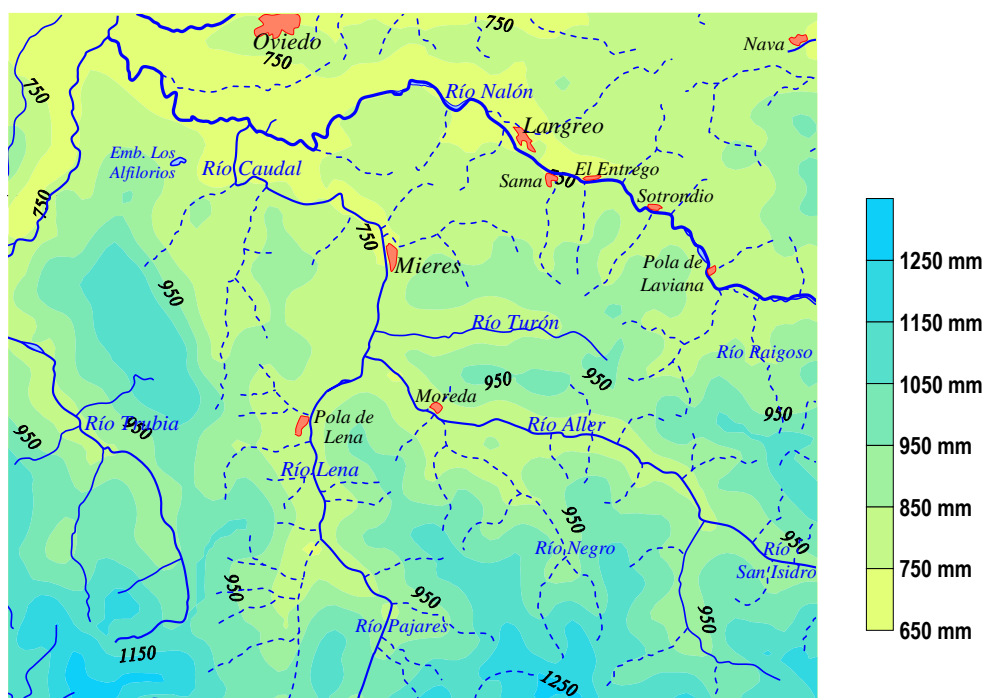 750
Oviedo
750
Nava
750
Río Nalón
Langreo
Emb. Los
Alfilorios
Río Caudal
El Entrego
Sama
750
Sotrondio
750
750
Mieres
Pola de
Laviana
950
Río Turón
Río Raigoso
950
950
Moreda
Pola de
Lena
950
Río Trubia
950
950
Río Aller
Río Lena
950
950
Río Negro
Río
San Isidro
950
950
950
Río Pajares
1150
1250
1250 mm
1150 mm
1050 mm
950 mm
850 mm
750 mm
650 mm